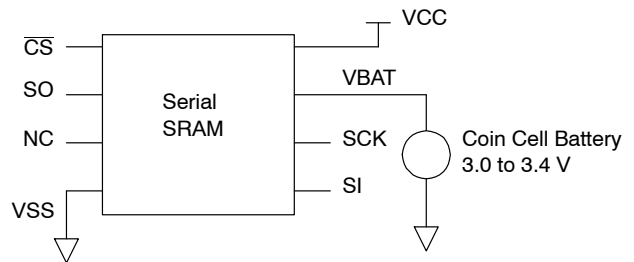 VCC
CS
VBAT
SO
Serial
SRAM
NC
SCK
Coin Cell Battery
3.0 to 3.4 V
SI
VSS